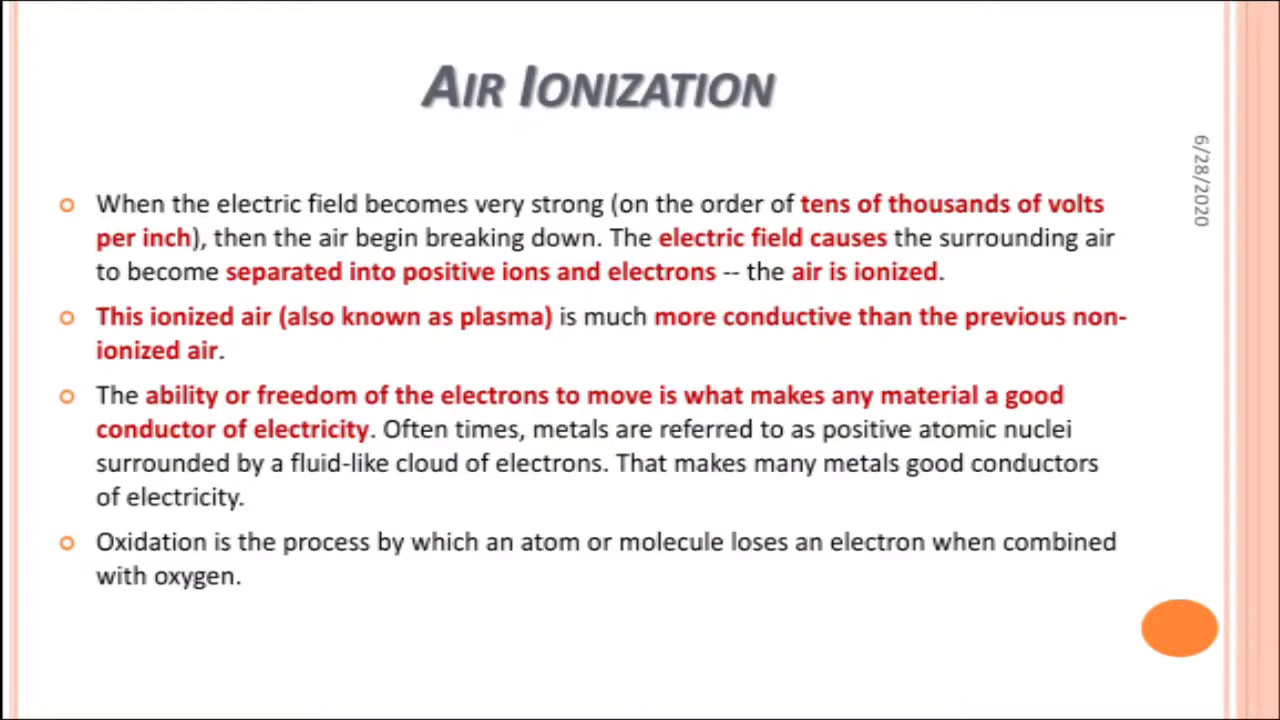 AIR IONIZATION
6/28/2020
When the electric field becomes very strong (on the order of tens of thousands of volts
per inch), then the air begin breaking down. The electric field causes the surrounding air
to become separated into positive ions and electrons -- the air is ionized.
This ionized air (also known as plasma) is much more conductive than the previous non-
ionized air.
The ability or freedom of the electrons to move is what makes any material a good
conductor of electricity. Often times, metals are referred to as positive atomic nuclei
surrounded by a fluid-like cloud of electrons. That makes many metals good conductors
of electricity.
Oxidation is the process by which an atom or molecule loses an electron when combined
with oxygen.